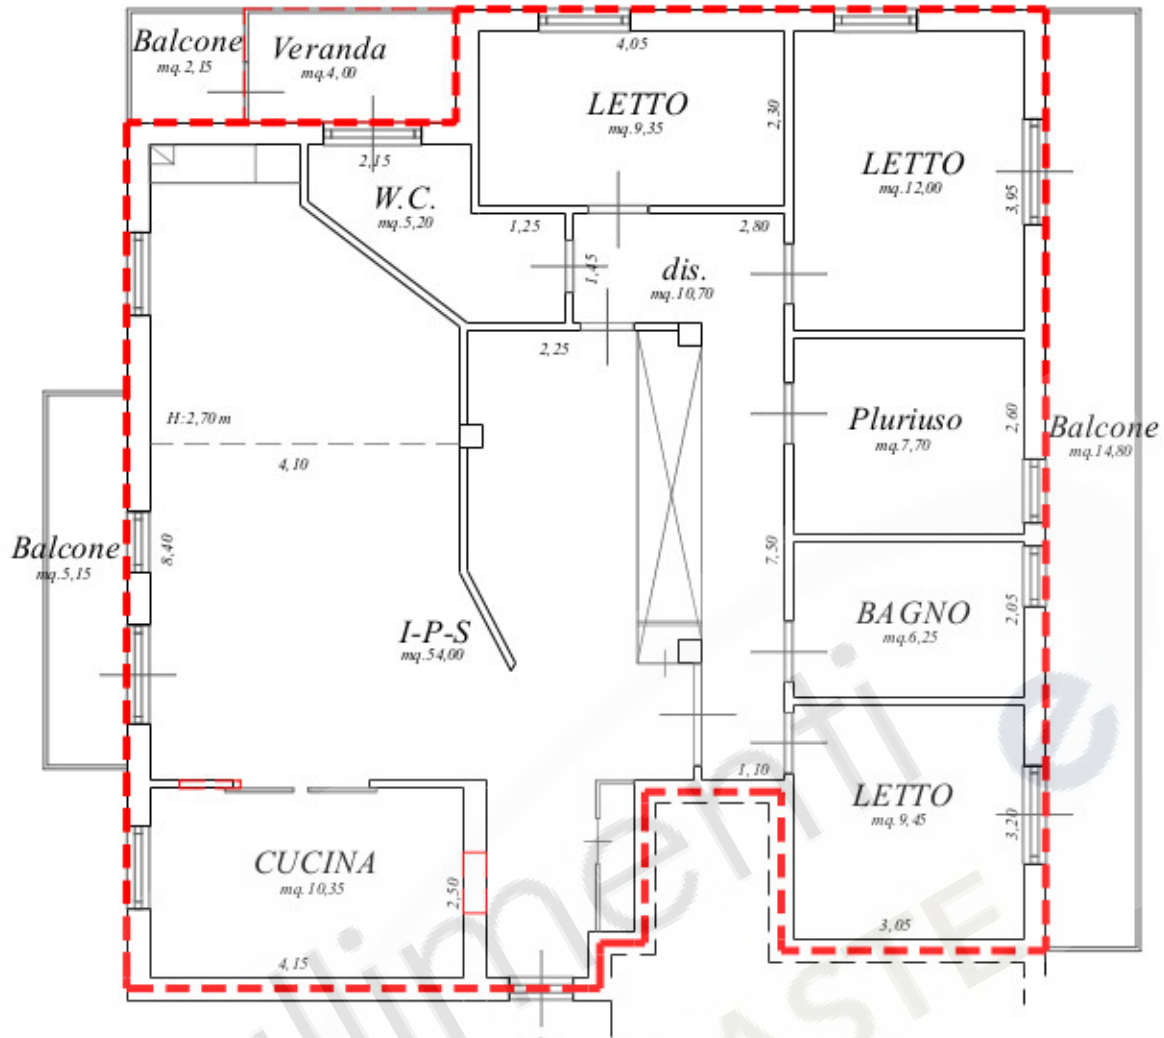 Balcone
mq.2,15
Veranda
mq.4,00
4,05
LETTO
mq.9,35
2,30
LETTO
mq.12,00
3,95
2,15
W.C.
mq.5,20
1,25
1,45
2,80
dis.
mq.10,70
2,25
H:2,70 m
4,10
8,40
Balcone
mq.5,15
I-P-S
mq.54,00
Pluriuso
mq.7,70
2,60
Balcone
mq.14,80
7,50
BAGNO
mq.6,25
2,05
1,10
LETTO
mq.9,45
3,20
3,05
CUCINA
mq.10,35
2,50
4,15
e
llimenti
ASTE